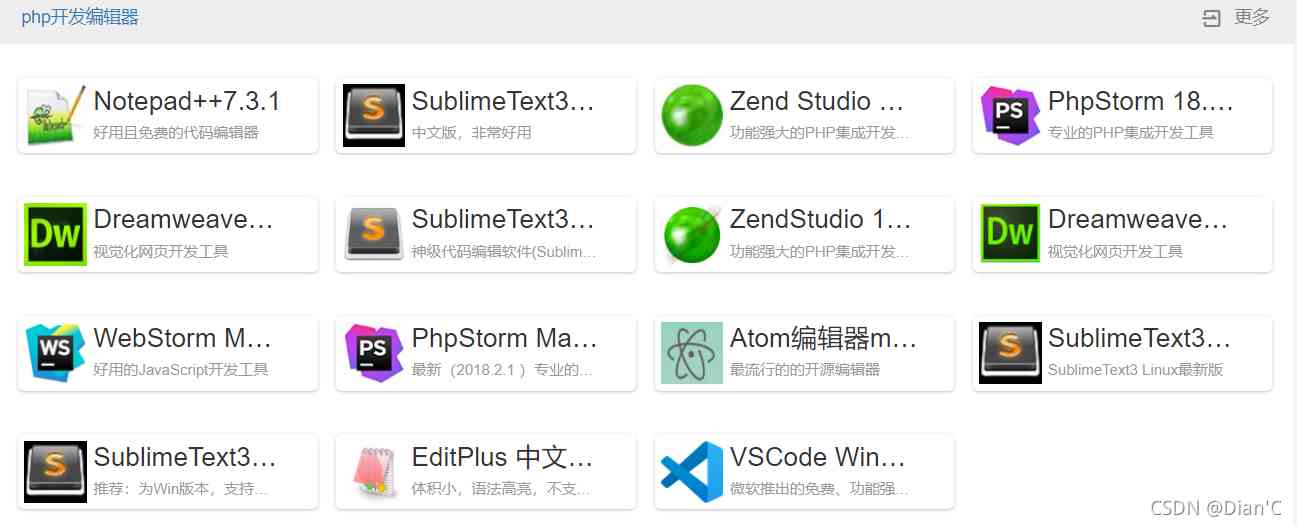 php开发编辑器
更多
Notepad++7.3.1
好用且免费的代码编辑器
SublimeText3...
中文版，非常好用
Zend Studio ...
功能强大的PHP集成开发...
PS
PhpStorm 18....
专业的PHP集成开发工具
Dw
Dreamweave...
视觉化网页开发工具
SublimeText3...
神级代码编辑软件(Sublim...
ZendStudio 1...
功能强大的PHP集成开发...
Dw
Dreamweave...
视觉化网页开发工具
WS
WebStorm M...
好用的JavaScript开发工具
PS
PhpStorm Ma...
最新（2018.2.1 ）专业的...
Atom编辑器m...
最流行的的开源编辑器
SublimeText3...
SublimeText3 Linux最新版
SublimeText3...
推荐：为Win版本，支持...
EditPlus 中文...
体积小，语法高亮，不支...
VSCode Win...
微软推出的免费、功能强...
CSDN @Dian'C